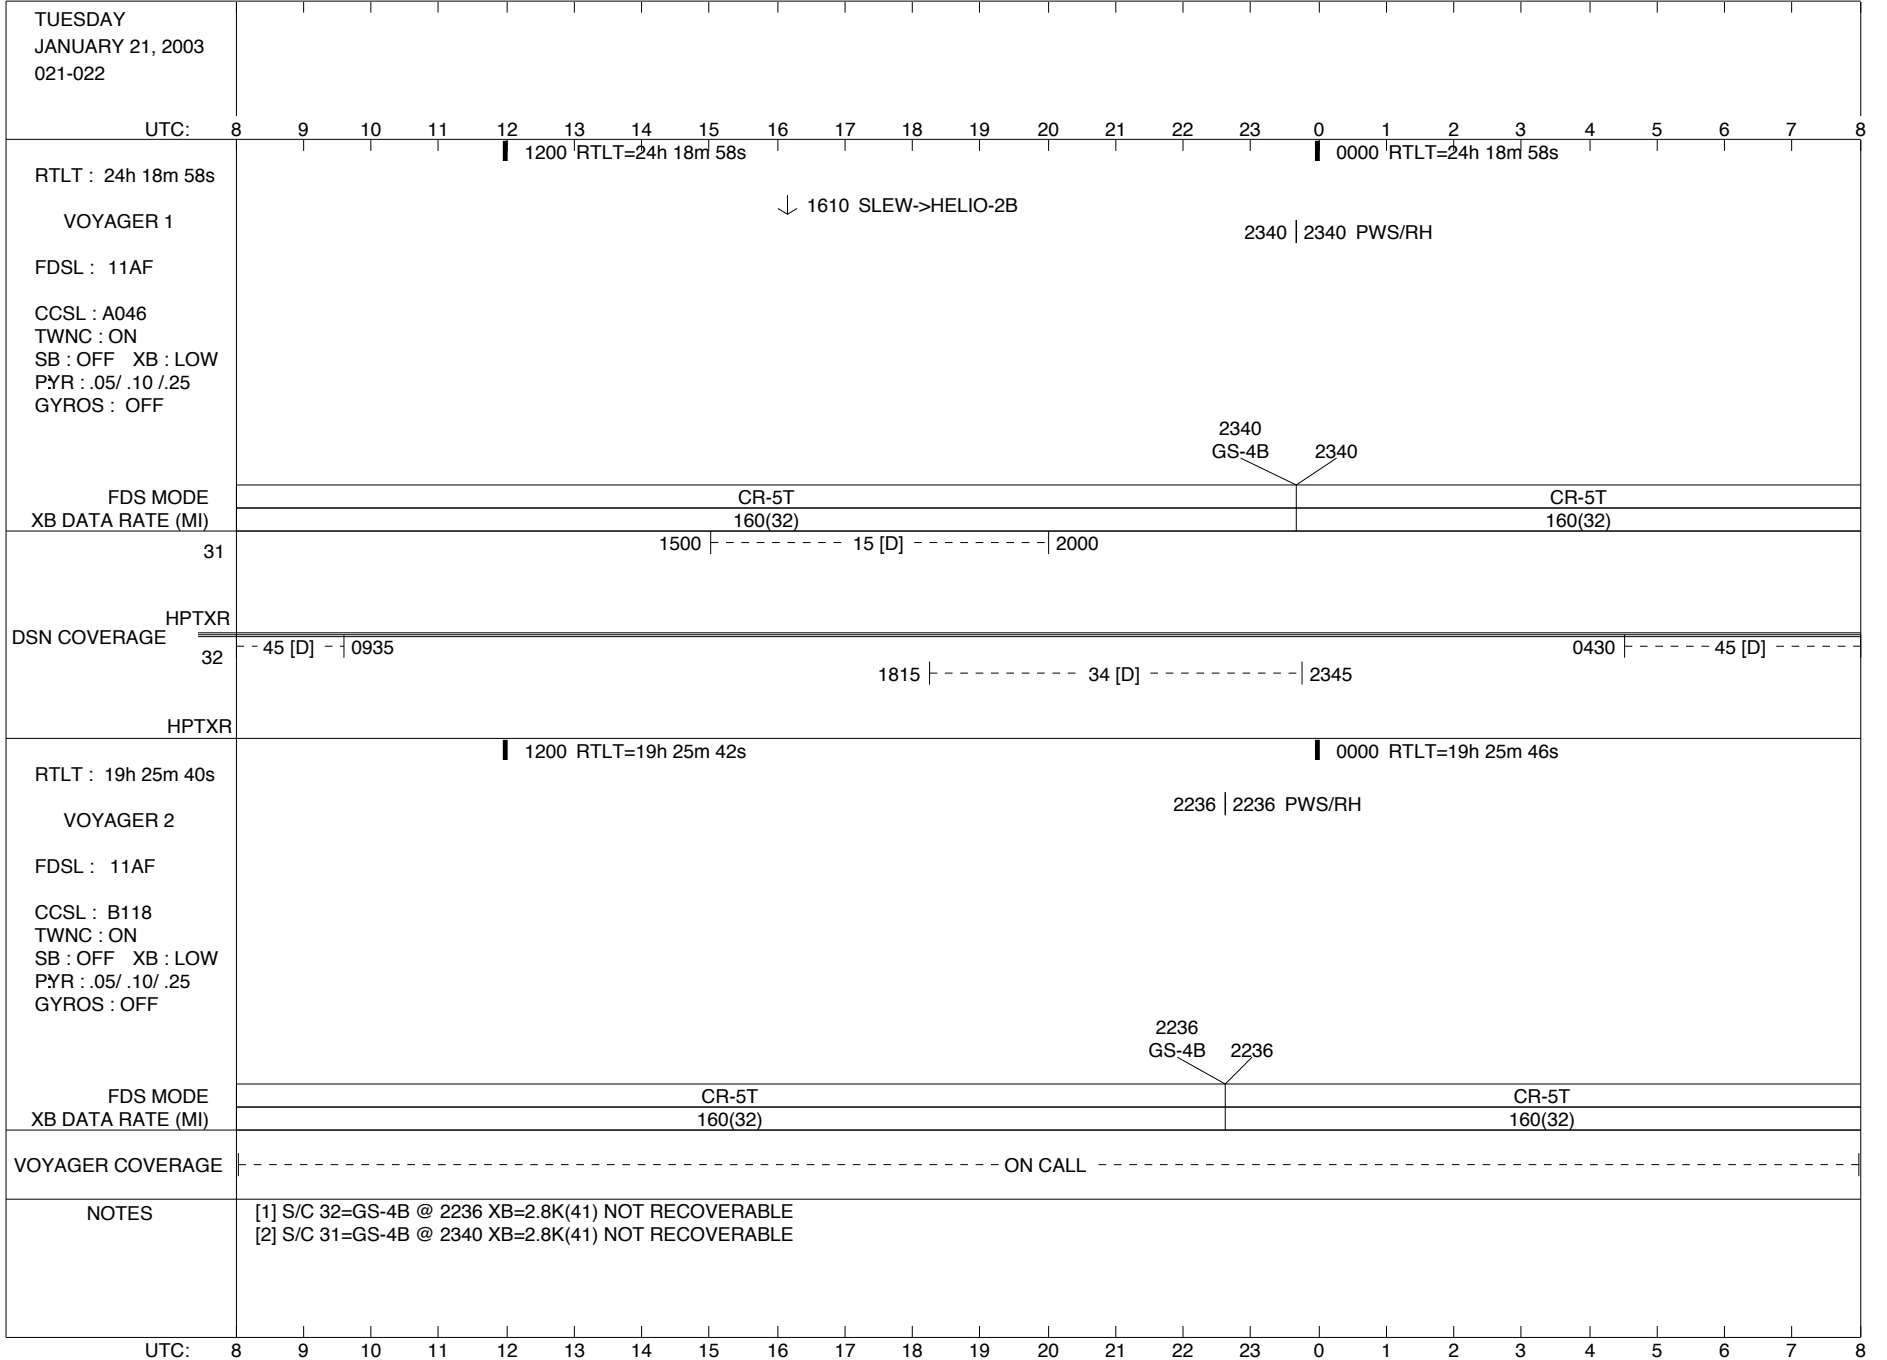 TUESDAY
JANUARY 21, 2003
021-022
UTC: 8 9 10 11 12 13 14 15 16 17 18 19 20 21 22 23 0 1 2 3 4 5 6 7 8
1200 RTLT=24h 18m 58s 0000 RTLT=24h 18m 58s
RTLT : 24h 18m 58s
1610 SLEW->HELIO-2B
VOYAGER 1
2340 2340 PWS/RH
FDSL : 11AF
CCSL : A046
TWNC : ON
SB : OFF XB : LOW
P:YR : .05/ .10 /.25
GYROS : OFF
2340
GS-4B 2340
FDS MODE CR-5T CR-5T
XB DATA RATE (MI) 160(32) 160(32)
31 1500 15 [D] 2000
HPTXR
DSN COVERAGE
32 45 [D] 0935 0430 45 [D]
1815 34 [D] 2345
HPTXR
1200 RTLT=19h 25m 42s 0000 RTLT=19h 25m 46s
RTLT : 19h 25m 40s
2236 2236 PWS/RH
VOYAGER 2
FDSL : 11AF
CCSL : B118
TWNC : ON
SB : OFF XB : LOW
P:YR : .05/ .10/ .25
GYROS : OFF
2236
GS-4B 2236
FDS MODE CR-5T CR-5T
XB DATA RATE (MI) 160(32) 160(32)
VOYAGER COVERAGE ON CALL
NOTES [1] S/C 32=GS-4B @ 2236 XB=2.8K(41) NOT RECOVERABLE
[2] S/C 31=GS-4B @ 2340 XB=2.8K(41) NOT RECOVERABLE
UTC: 8 9 10 11 12 13 14 15 16 17 18 19 20 21 22 23 0 1 2 3 4 5 6 7 8